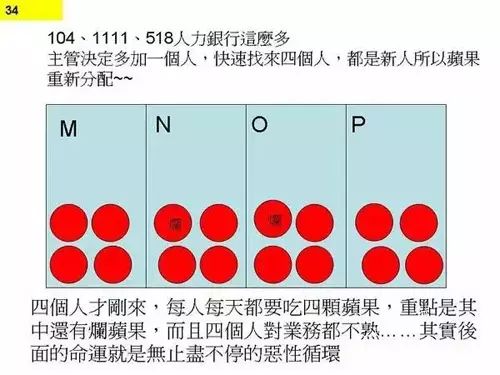 34
104、1111、518人力銀行這麼多
主管決定多加一個人，快速找來四個人，都是新人所以蘋果
重新分配~~
M N O P
爛 爛
四個人才剛來，每人每天都要吃四顆蘋果，重點是其
中還有爛蘋果，而且四個人對業務都不熟……其實後
面的命運就是無止盡不停的惡性循環